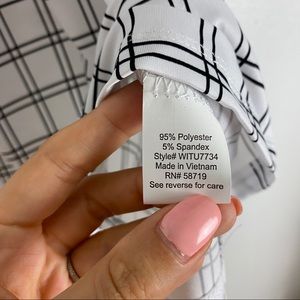 95% Polyester
5% Spandex
Style# WITU7734
Made in Vietnam
RN# 58719
See reverse for care